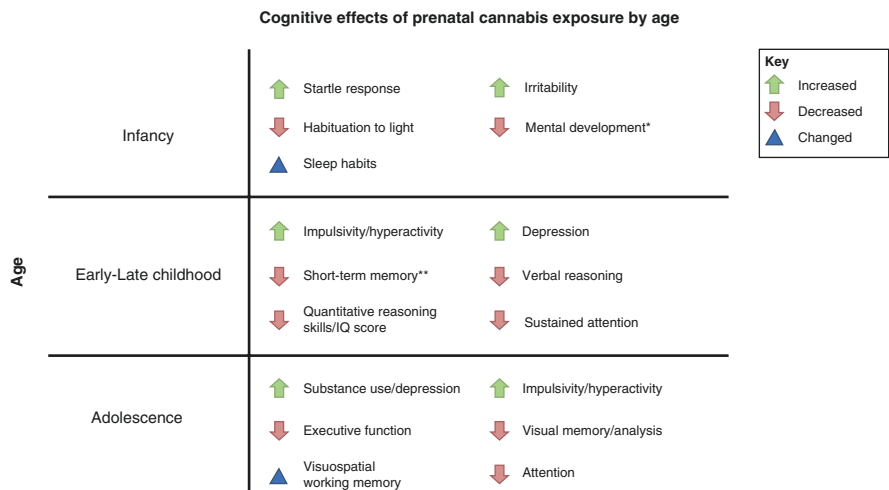 Cognitive effects of prenatal cannabis exposure by age
Key
Increased
Decreased
Changed
Age
Infancy
Startle response
Irritability
Habituation to light
Mental development*
Sleep habits
Early-Late childhood
Impulsivity/hyperactivity
Depression
Short-term memory**
Verbal reasoning
Quantitative reasoning
skills/IQ score
Sustained attention
Adolescence
Substance use/depression
Impulsivity/hyperactivity
Executive function
Visual memory/analysis
Visuospatial
working memory
Attention